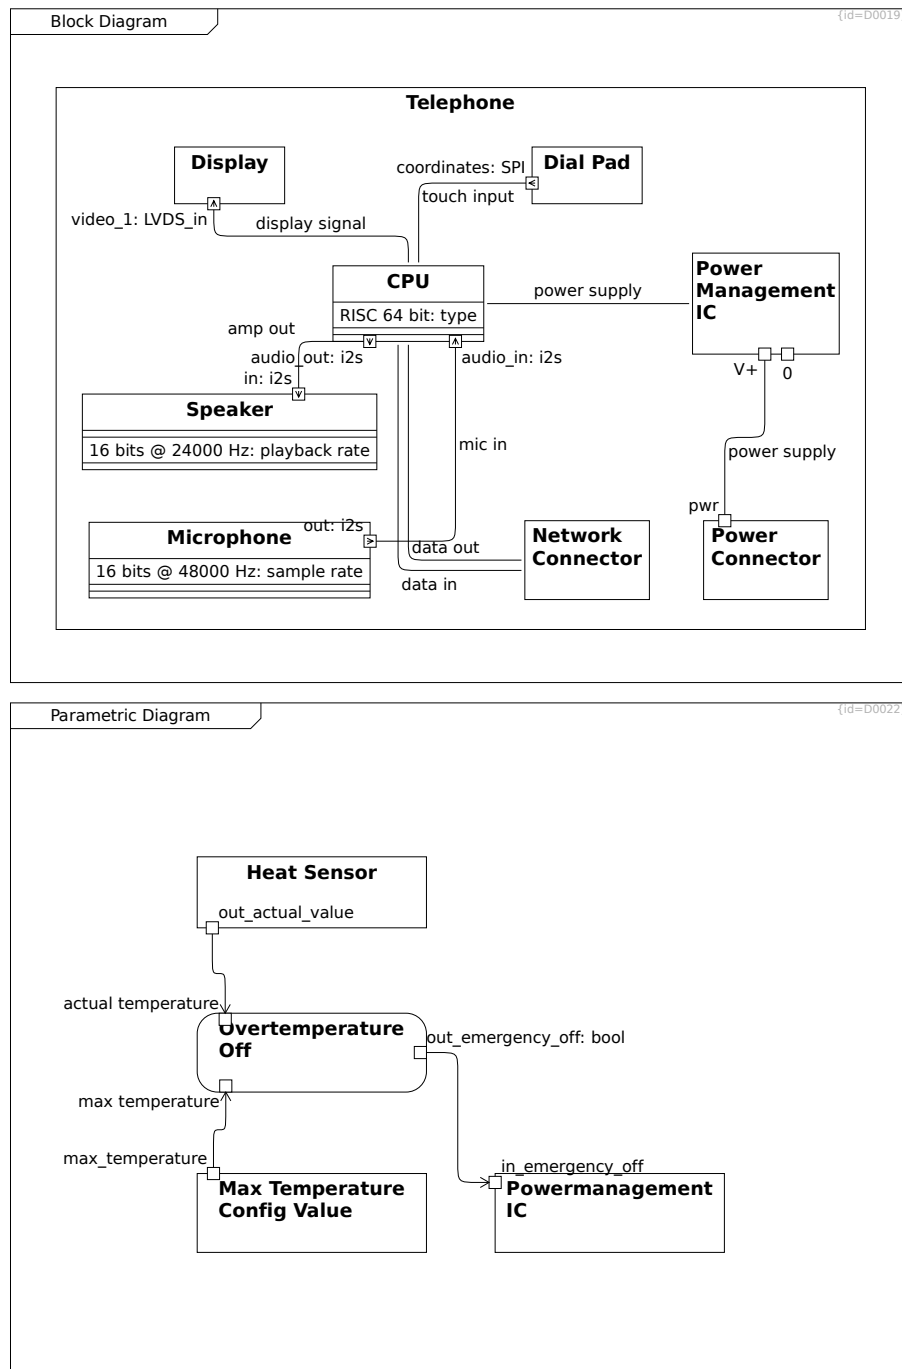 Block Diagram
{id=D0019
Telephone
Display
coordinates: SPI
Dial Pad
touch input
video_1: LVDS_in
display signal
CPU
RISC 64 bit: type
power supply
Power
Management
IC
amp out
audio_out: i2s
audio_in: i2s
in: i2s
V+
0
Speaker
16 bits @ 24000 Hz: playback rate
mic in
power supply
pwr
out: i2s
Microphone
16 bits @ 48000 Hz: sample rate
data out
data in
Network
Connector
Power
Connector
Parametric Diagram
{id=D0022
Heat Sensor
out_actual_value
actual temperature
Overtemperature
Off
out_emergency_off: bool
max temperature
max_temperature
Max Temperature
Config Value
in_emergency_off
Powermanagement
IC